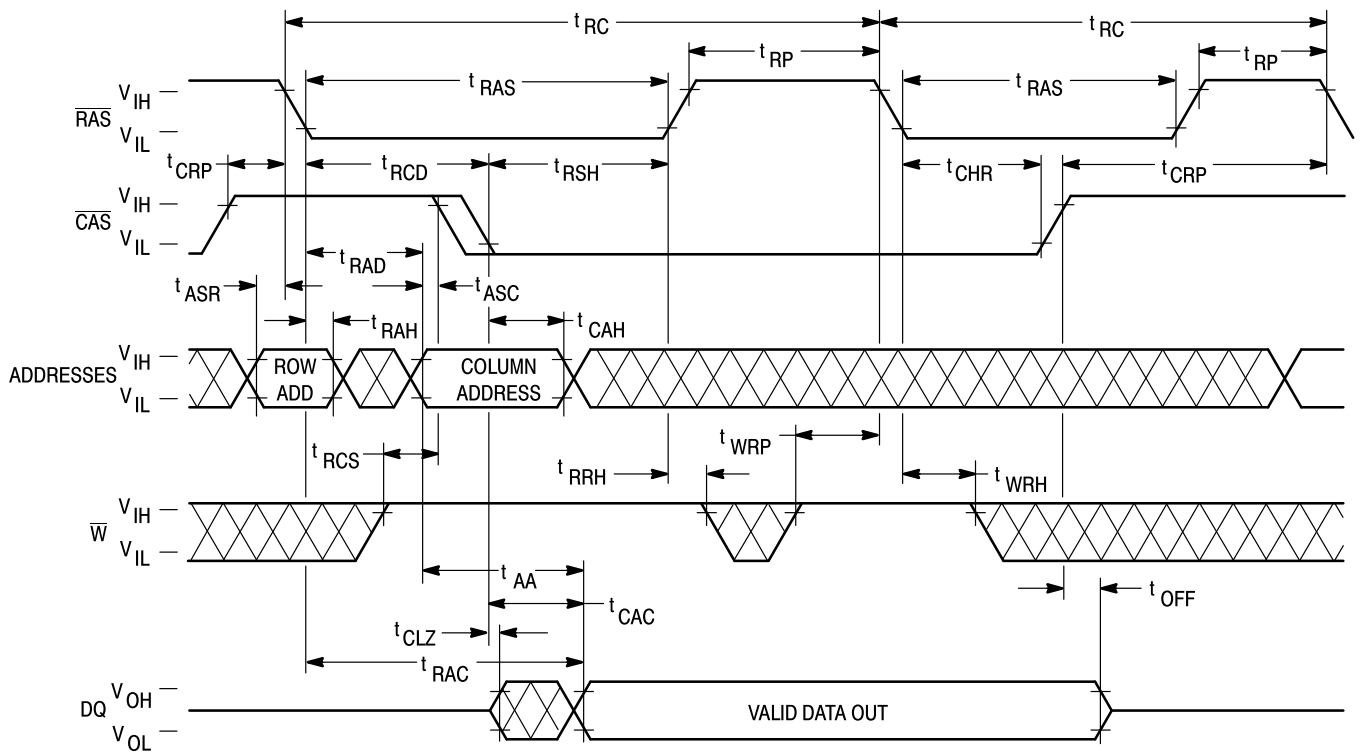 t RC t RC
t RP t RP
t RAS t RAS
V IH
RAS
V IL
t CRP t RCD t RSH t CHR t CRP
V IH
CAS
V IL
t RAD
t ASR t ASC
t RAH t CAH
V IH
ADDRESSES ROW ADD COLUMN ADDRESS
V IL
t RCS t RRH t WRP t WRH
V IH
W
V IL
t AA
t OFF
t CAC
t CLZ
t RAC
V OH
DQ VALID DATA OUT
V OL